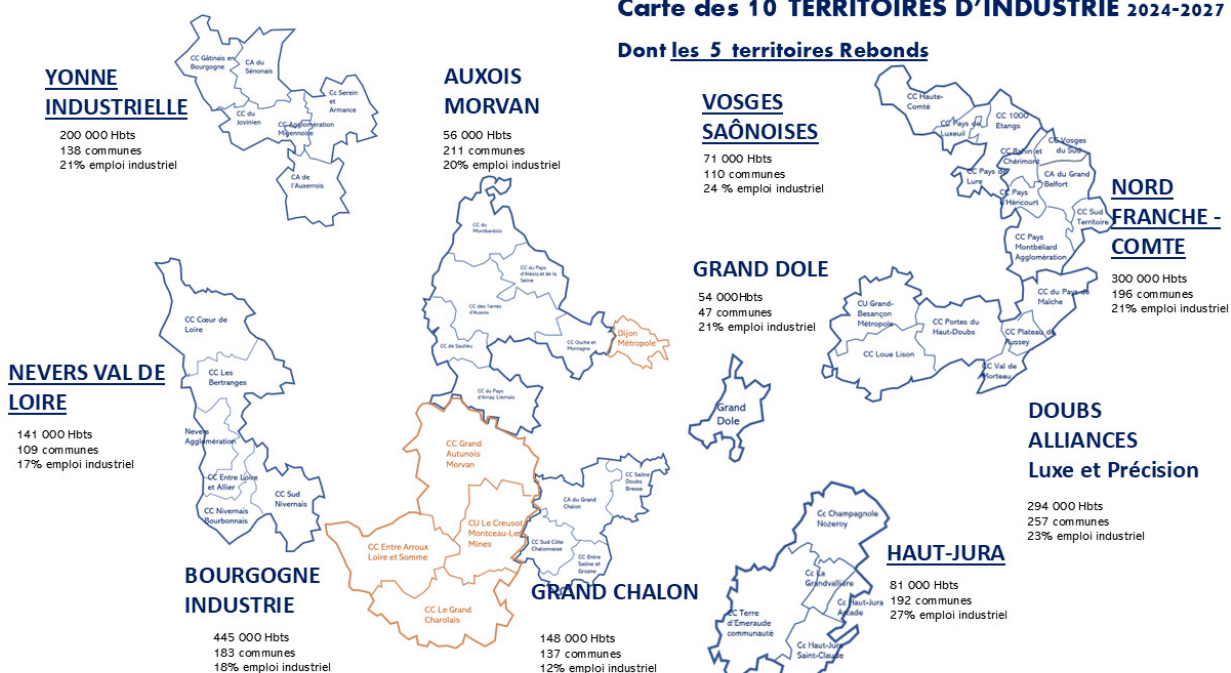 Carte des 10 TERRITOIRES D'INDUSTRIE 2024-2027
Dont les 5 territoires Rebonds
YONNE
INDUSTRIELLE
200 000 Hbts
138 communes
21% emploi industriel
CC Gâtinais en
Bourgogne
CA du
Sénonais
Cc Serein
et
Armance
CC du
Jovinien
CC Agglomération
Migennoise
CA de
l'Auxerrois
AUXOIS
MORVAN
56 000 Hbts
211 communes
20% emploi industriel
CC du
Montbardois
CC du Pays
d'Alésia et de la
Seine
CC des Terres
d'Auxois
CC de Saulieu
CC Ouche et
Montagne
Dijon
Métropole
CC du Pays
d'Arnay Liernais
VOSGES
SAÔNOISES
71 000 Hbts
110 communes
24 % emploi industriel
CC Haute-
Comté
CC Pays de
Luxeuil
CC 1000
Etangs
CC Vosges
du Sud
CC Rahin et
Chérimont
CC Pays de
Lure
CA du Grand
Belfort
CC Pays
d'Héricourt
CC Sud
Territoire
CC Pays
Montbéliard
Agglomération
NORD
FRANCHE -
COMTE
300 000 Hbts
196 communes
21% emploi industriel
GRAND DOLE
54 000Hbts
47 communes
21% emploi industriel
Grand
Dole
CC du Pays de
Maîche
CU Grand-
Besançon
Métropole
CC Portes du
Haut-Doubs
CC Plateau de
Russey
CC Loue Lison
CC Val de
Morteau
DOUBS
ALLIANCES
Luxe et Précision
294 000 Hbts
257 communes
23% emploi industriel
NEVERS VAL DE
LOIRE
141 000 Hbts
109 communes
17% emploi industriel
CC Cœur de
Loire
CC Les
Bertranges
Nevers
Agglomération
CC Entre Loire
et Allier
CC Sud
Nivernais
CC Nivernais
Bourbonnais
BOURGOGNE
INDUSTRIE
445 000 Hbts
183 communes
18% emploi industriel
CC Grand
Autunois
Morvan
CU Le Creusot
Montceau-Les
Mines
CC Entre Arroux
Loire et Somme
CC Le Grand
Charolais
CA du Grand
Chalon
CC Saône
Doubs
Bresse
CC Sud Côte
Chalonnaise
CC Entre
Saône et
Grosne
GRAND CHALON
148 000 Hbts
137 communes
12% emploi industriel
HAUT-JURA
81 000 Hbts
192 communes
27% emploi industriel
Cc Champagnole
Nozeroy
Cc La
Grandvallière
Cc Haut-Jura
Arcade
CC Terre
d'Emeraude
communauté
Cc Haut-Jura
Saint-Claude